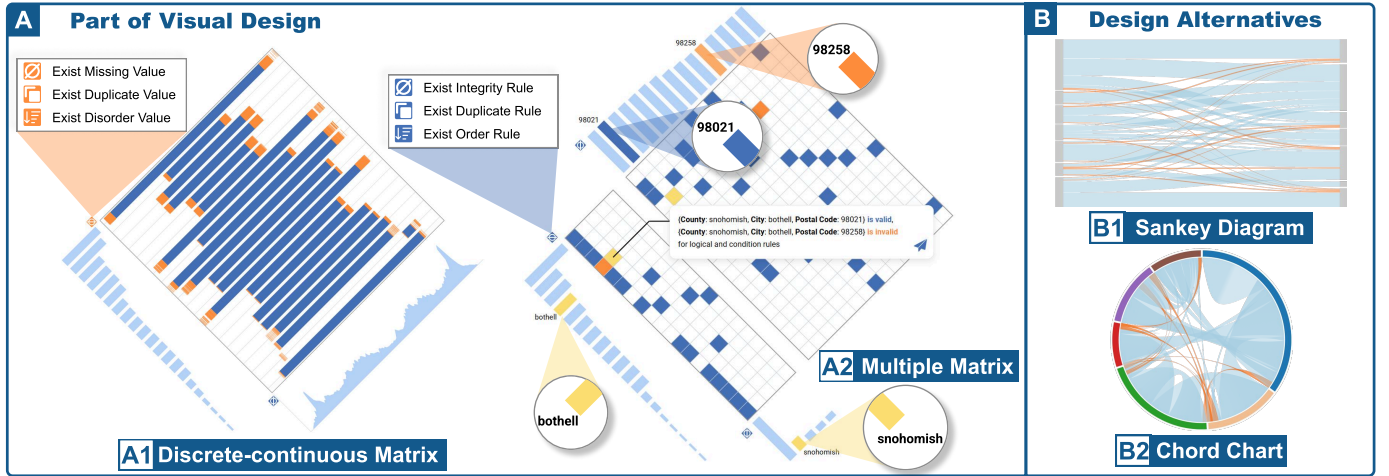 A Part of Visual Design
Exist Missing Value
Exist Duplicate Value
Exist Disorder Value
Exist Integrity Rule
Exist Duplicate Rule
Exist Order Rule
98258
98258
98021
98021
{County: snohomish, City: bothell, Postal Code: 98021} is valid,
{County: snohomish, City: bothell, Postal Code: 98258} is invalid
for logical and condition rules
bothell
bothell
snohomish
snohomish
A1 Discrete-continuous Matrix
A2 Multiple Matrix
B Design Alternatives
B1 Sankey Diagram
B2 Chord Chart